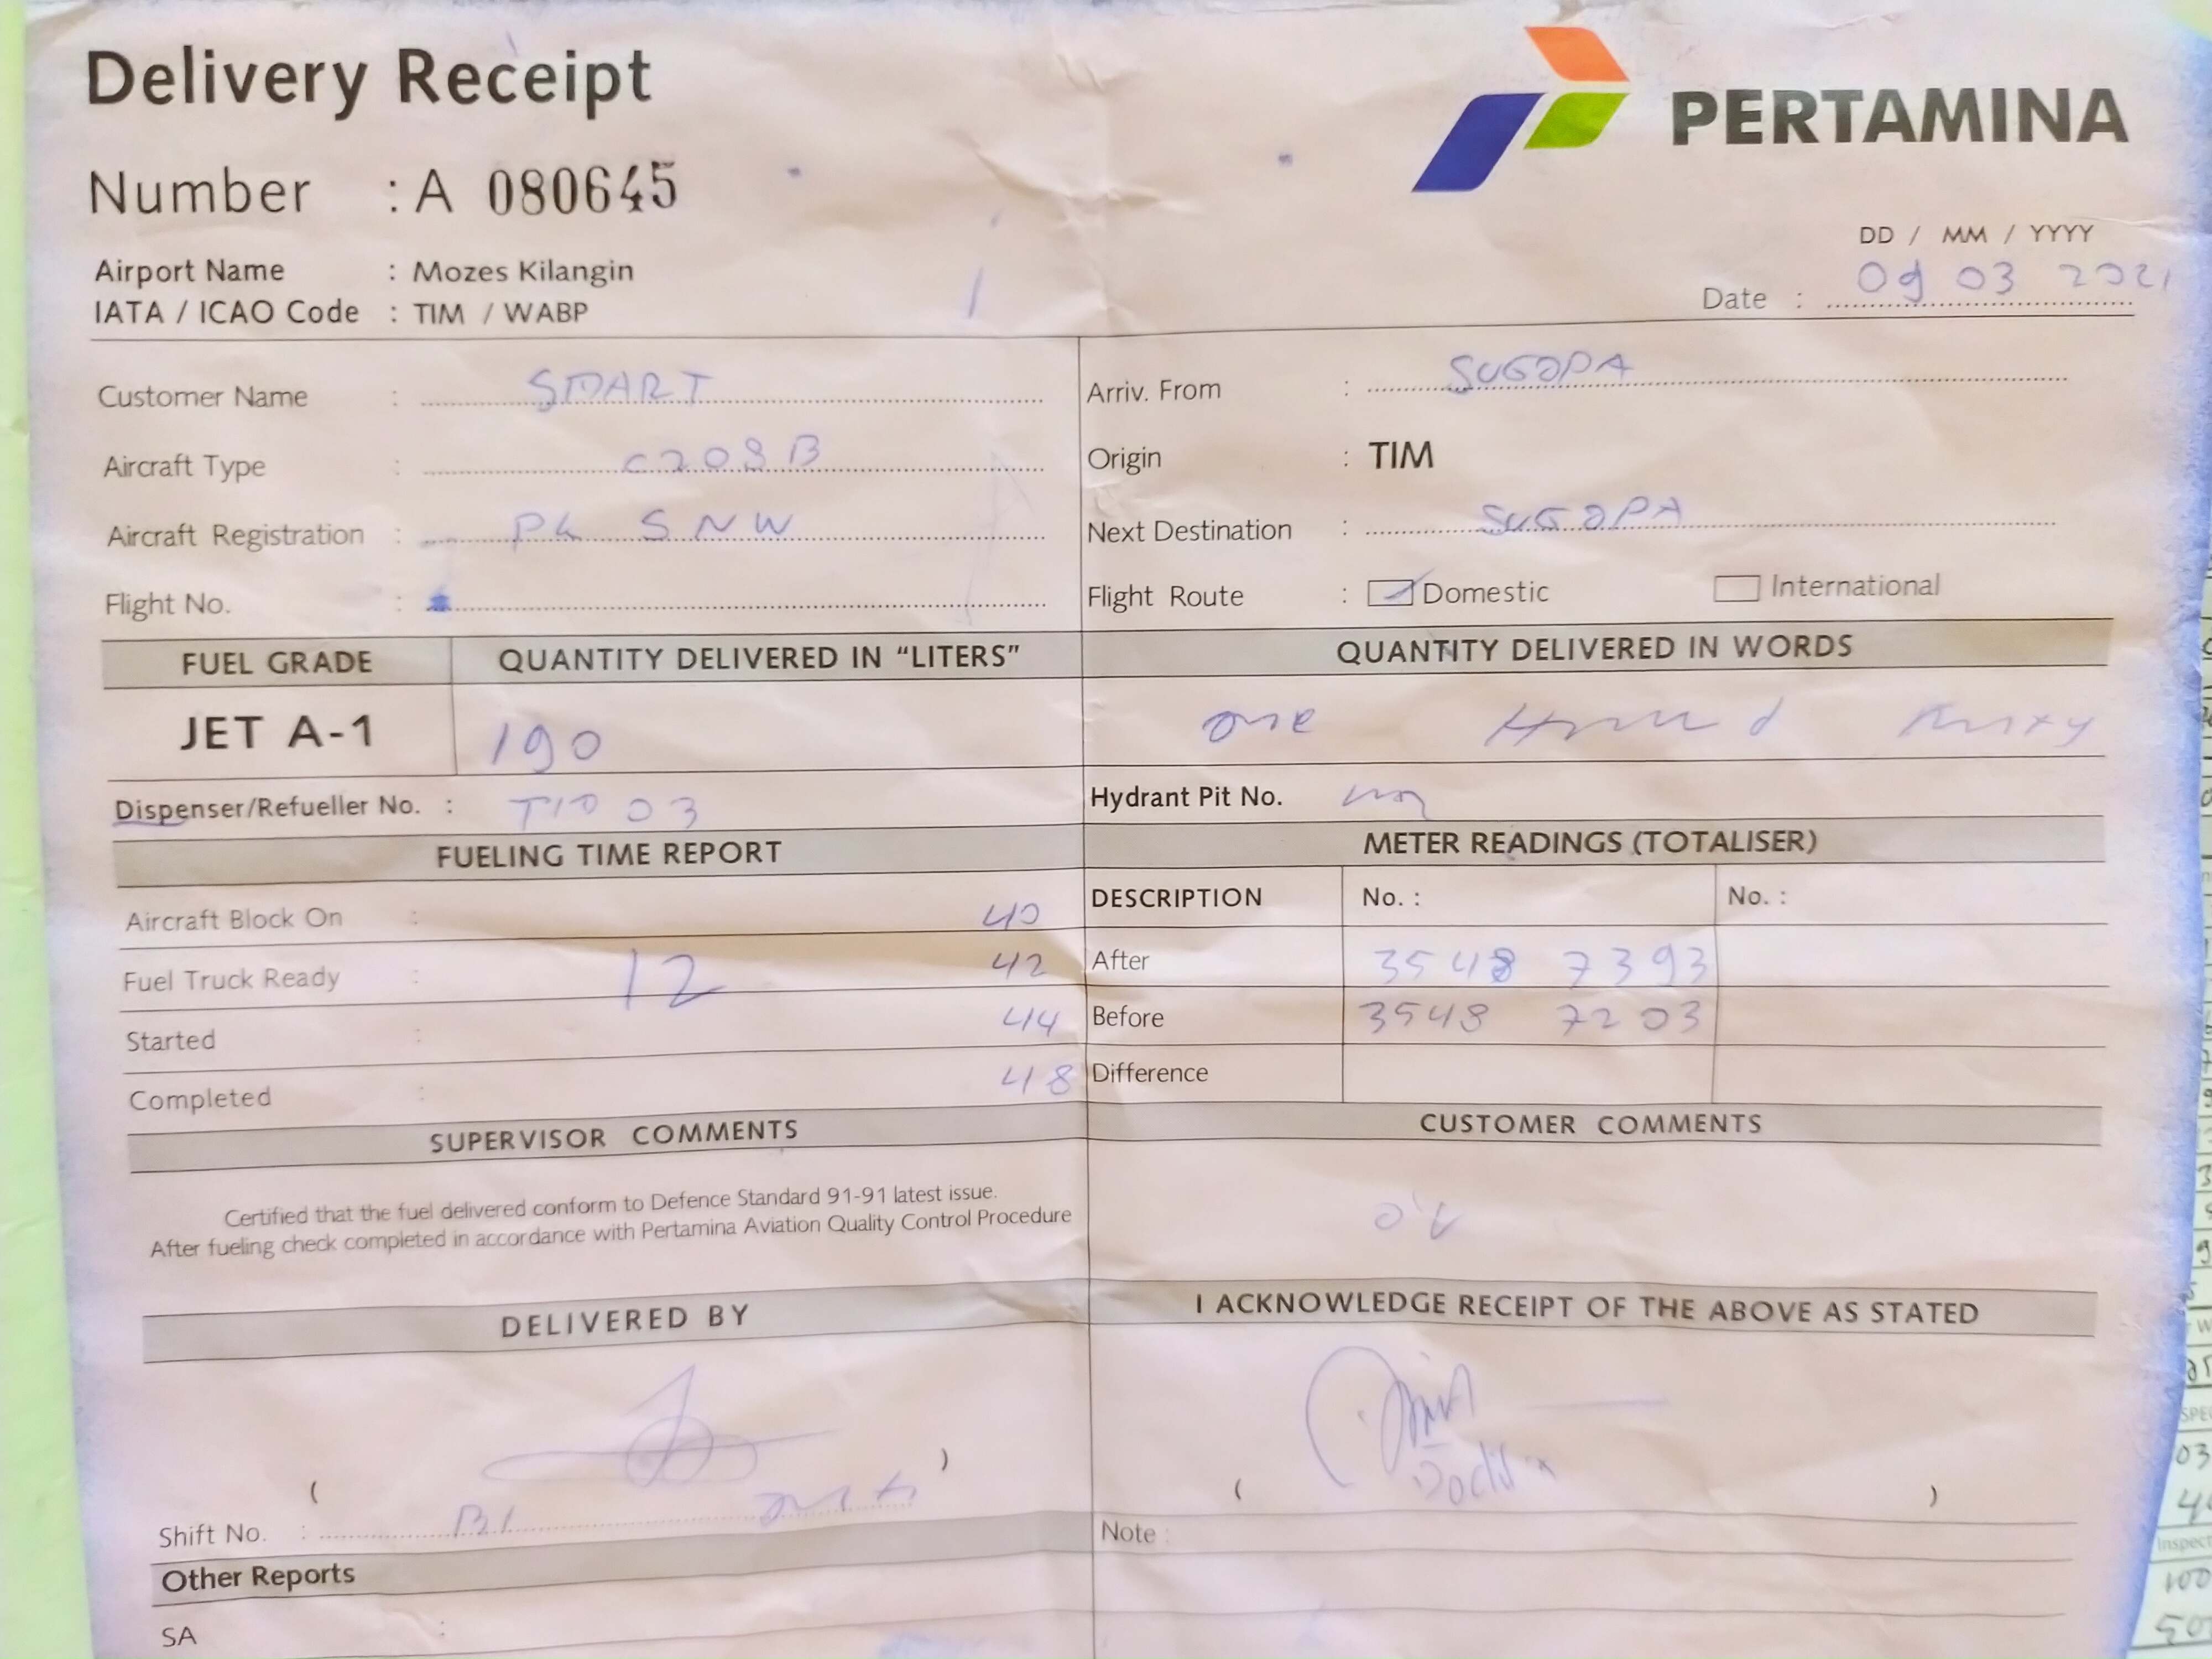 Delivery Receipt
PERTAMINA
Number : A 080645
Airport Name : Mozes Kilangin
IATA / ICAO Code : TIM / WABP
DD / MM / YYYY
Date : 09 03 2021
Customer Name : SMART
Arriv. From : SUGAPA
Aircraft Type : C208B
Origin : TIM
Aircraft Registration : PK SNW
Next Destination : SUGAPA
Flight No. :
Flight Route : Domestic International
FUEL GRADE QUANTITY DELIVERED IN "LITERS" QUANTITY DELIVERED IN WORDS
JET A-1 190 one
Dispenser/Refueller No. : 03
Hydrant Pit No.
FUELING TIME REPORT METER READINGS (TOTALISER)
Aircraft Block On : 40
DESCRIPTION No. : No. :
Fuel Truck Ready : 12 42
After 3548 7393
Started : 44
Before 3548 7203
Completed : 48
Difference
SUPERVISOR COMMENTS CUSTOMER COMMENTS
Certified that the fuel delivered conform to Defence Standard 91-91 latest issue.
After fueling check completed in accordance with Pertamina Aviation Quality Control Procedure
DELIVERED BY I ACKNOWLEDGE RECEIPT OF THE ABOVE AS STATED
( ) ( )
Shift No. :
Note :
Other Reports
SA :